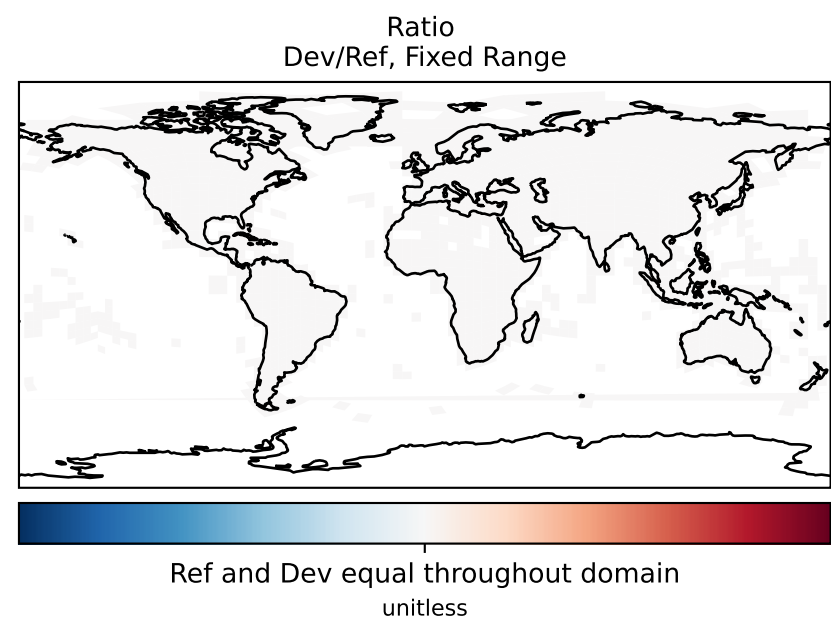 Ratio
Dev/Ref, Fixed Range
Ref and Dev equal throughout domain
unitless